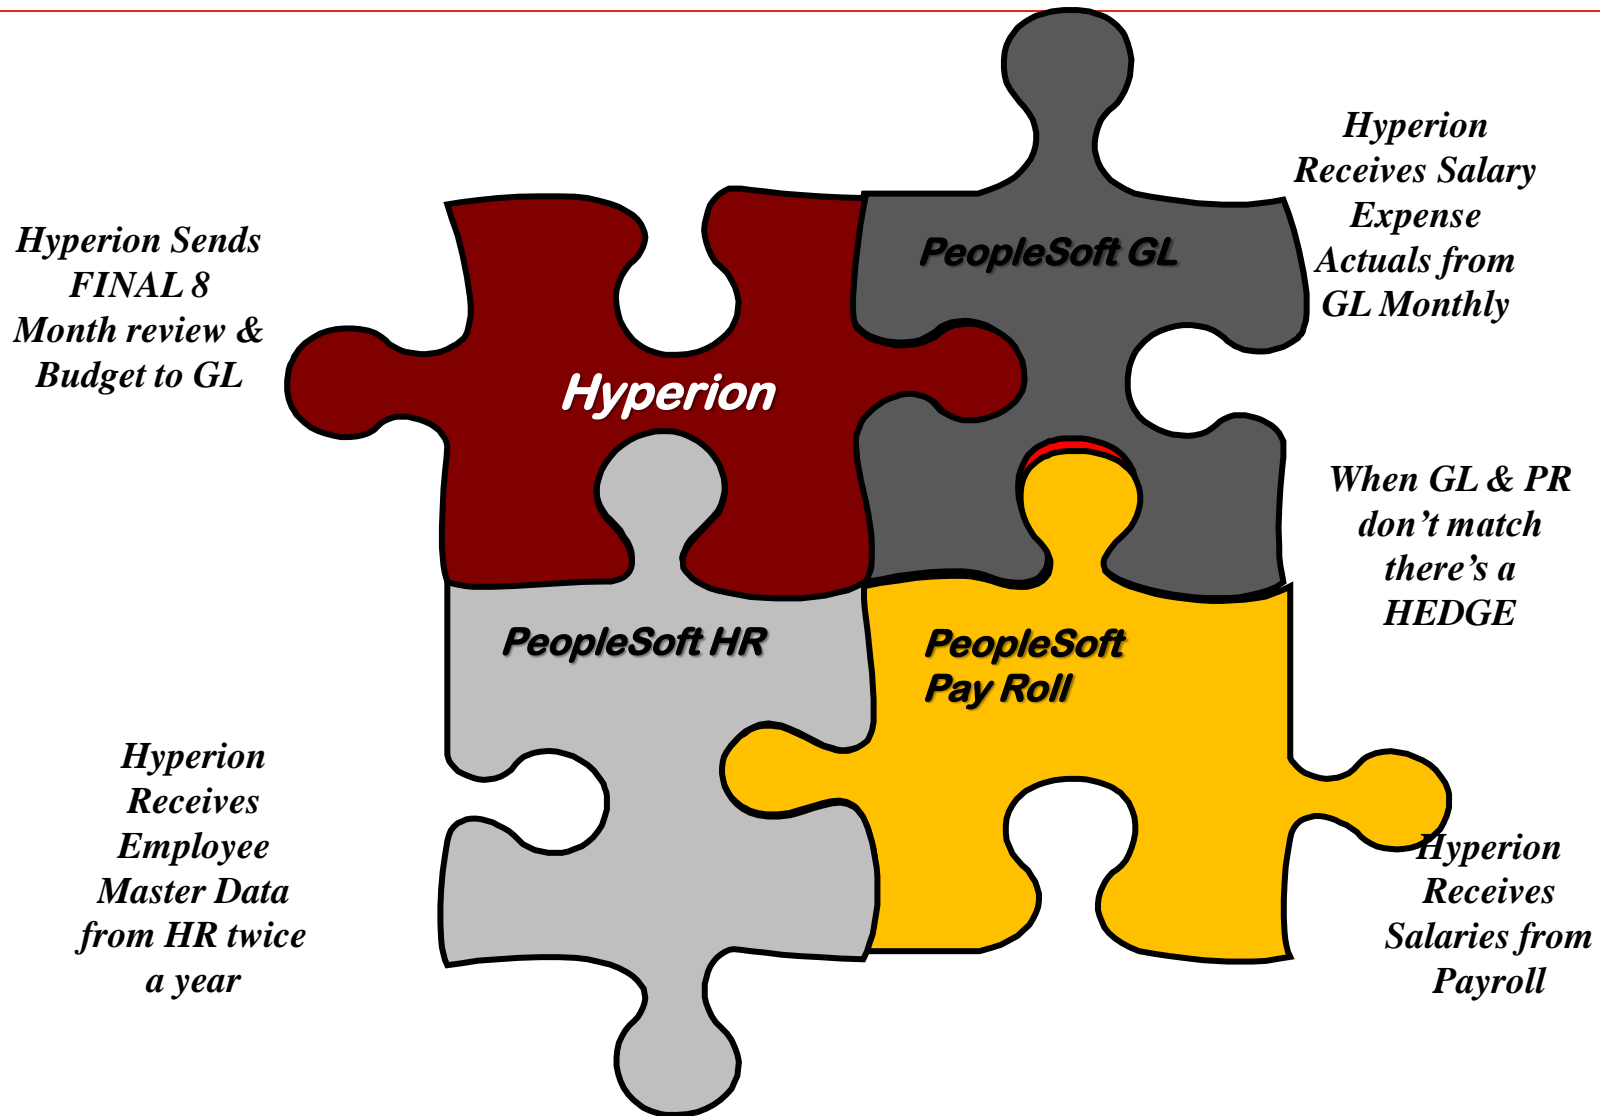 Hyperion Sends
FINAL 8
Month review &
Budget to GL
Hyperion
PeopleSoft GL
Hyperion
Receives Salary
Expense
Actuals from
GL Monthly
When GL & PR
don’t match
there’s a
HEDGE
PeopleSoft HR
PeopleSoft
Pay Roll
Hyperion
Receives
Employee
Master Data
from HR twice
a year
Hyperion
Receives
Salaries from
Payroll